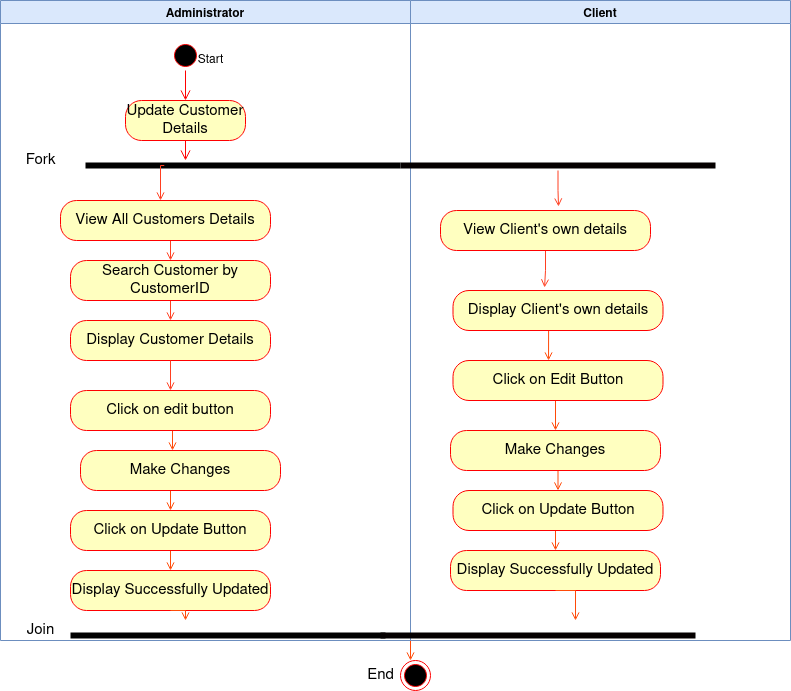 Administrator
Client
Start
Update Customer
Details
Fork
View All Customers Details
View Client's own details
Search Customer by
CustomerID
Display Client's own details
Display Customer Details
Click on Edit Button
Click on edit button
Make Changes
Make Changes
Click on Update Button
Click on Update Button
Display Successfully Updated
Display Successfully Updated
Join
End